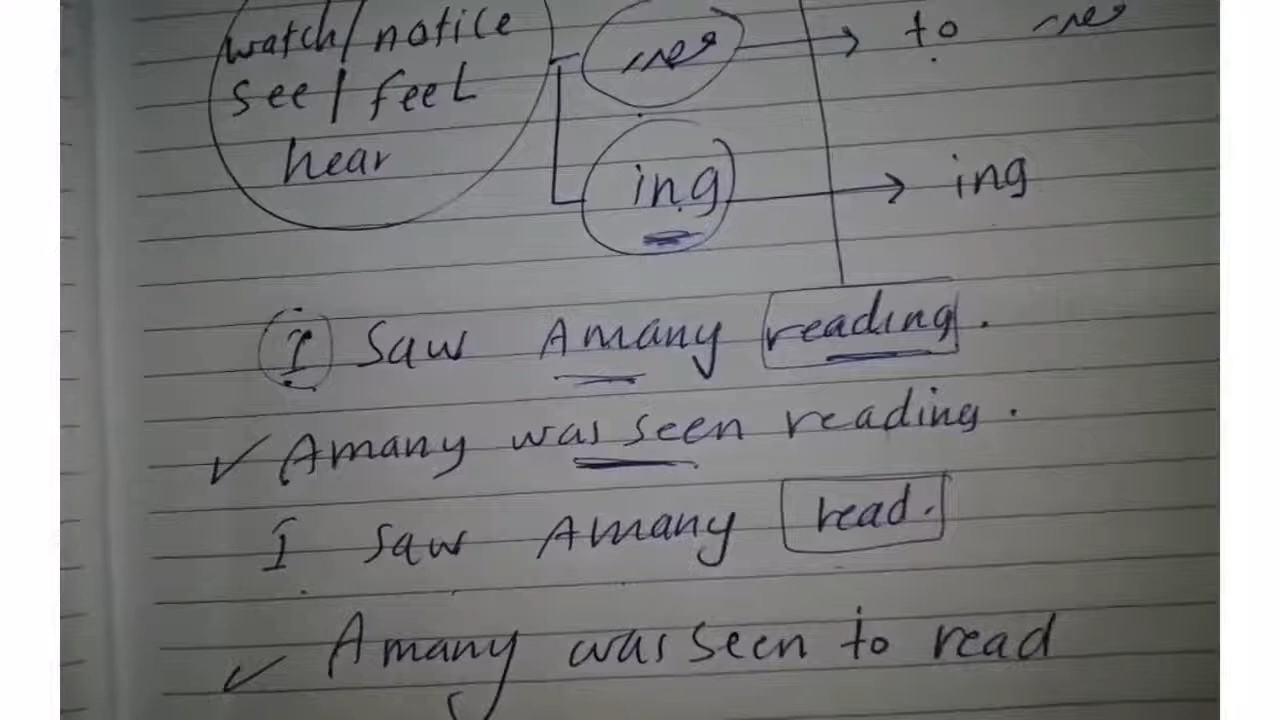 watch/ notice مصدر → to مصدر
see/ feel
hear ing → ing
I saw Amany reading.
✓ Amany was seen reading.
I saw Amany read.
✓ Amany was seen to read